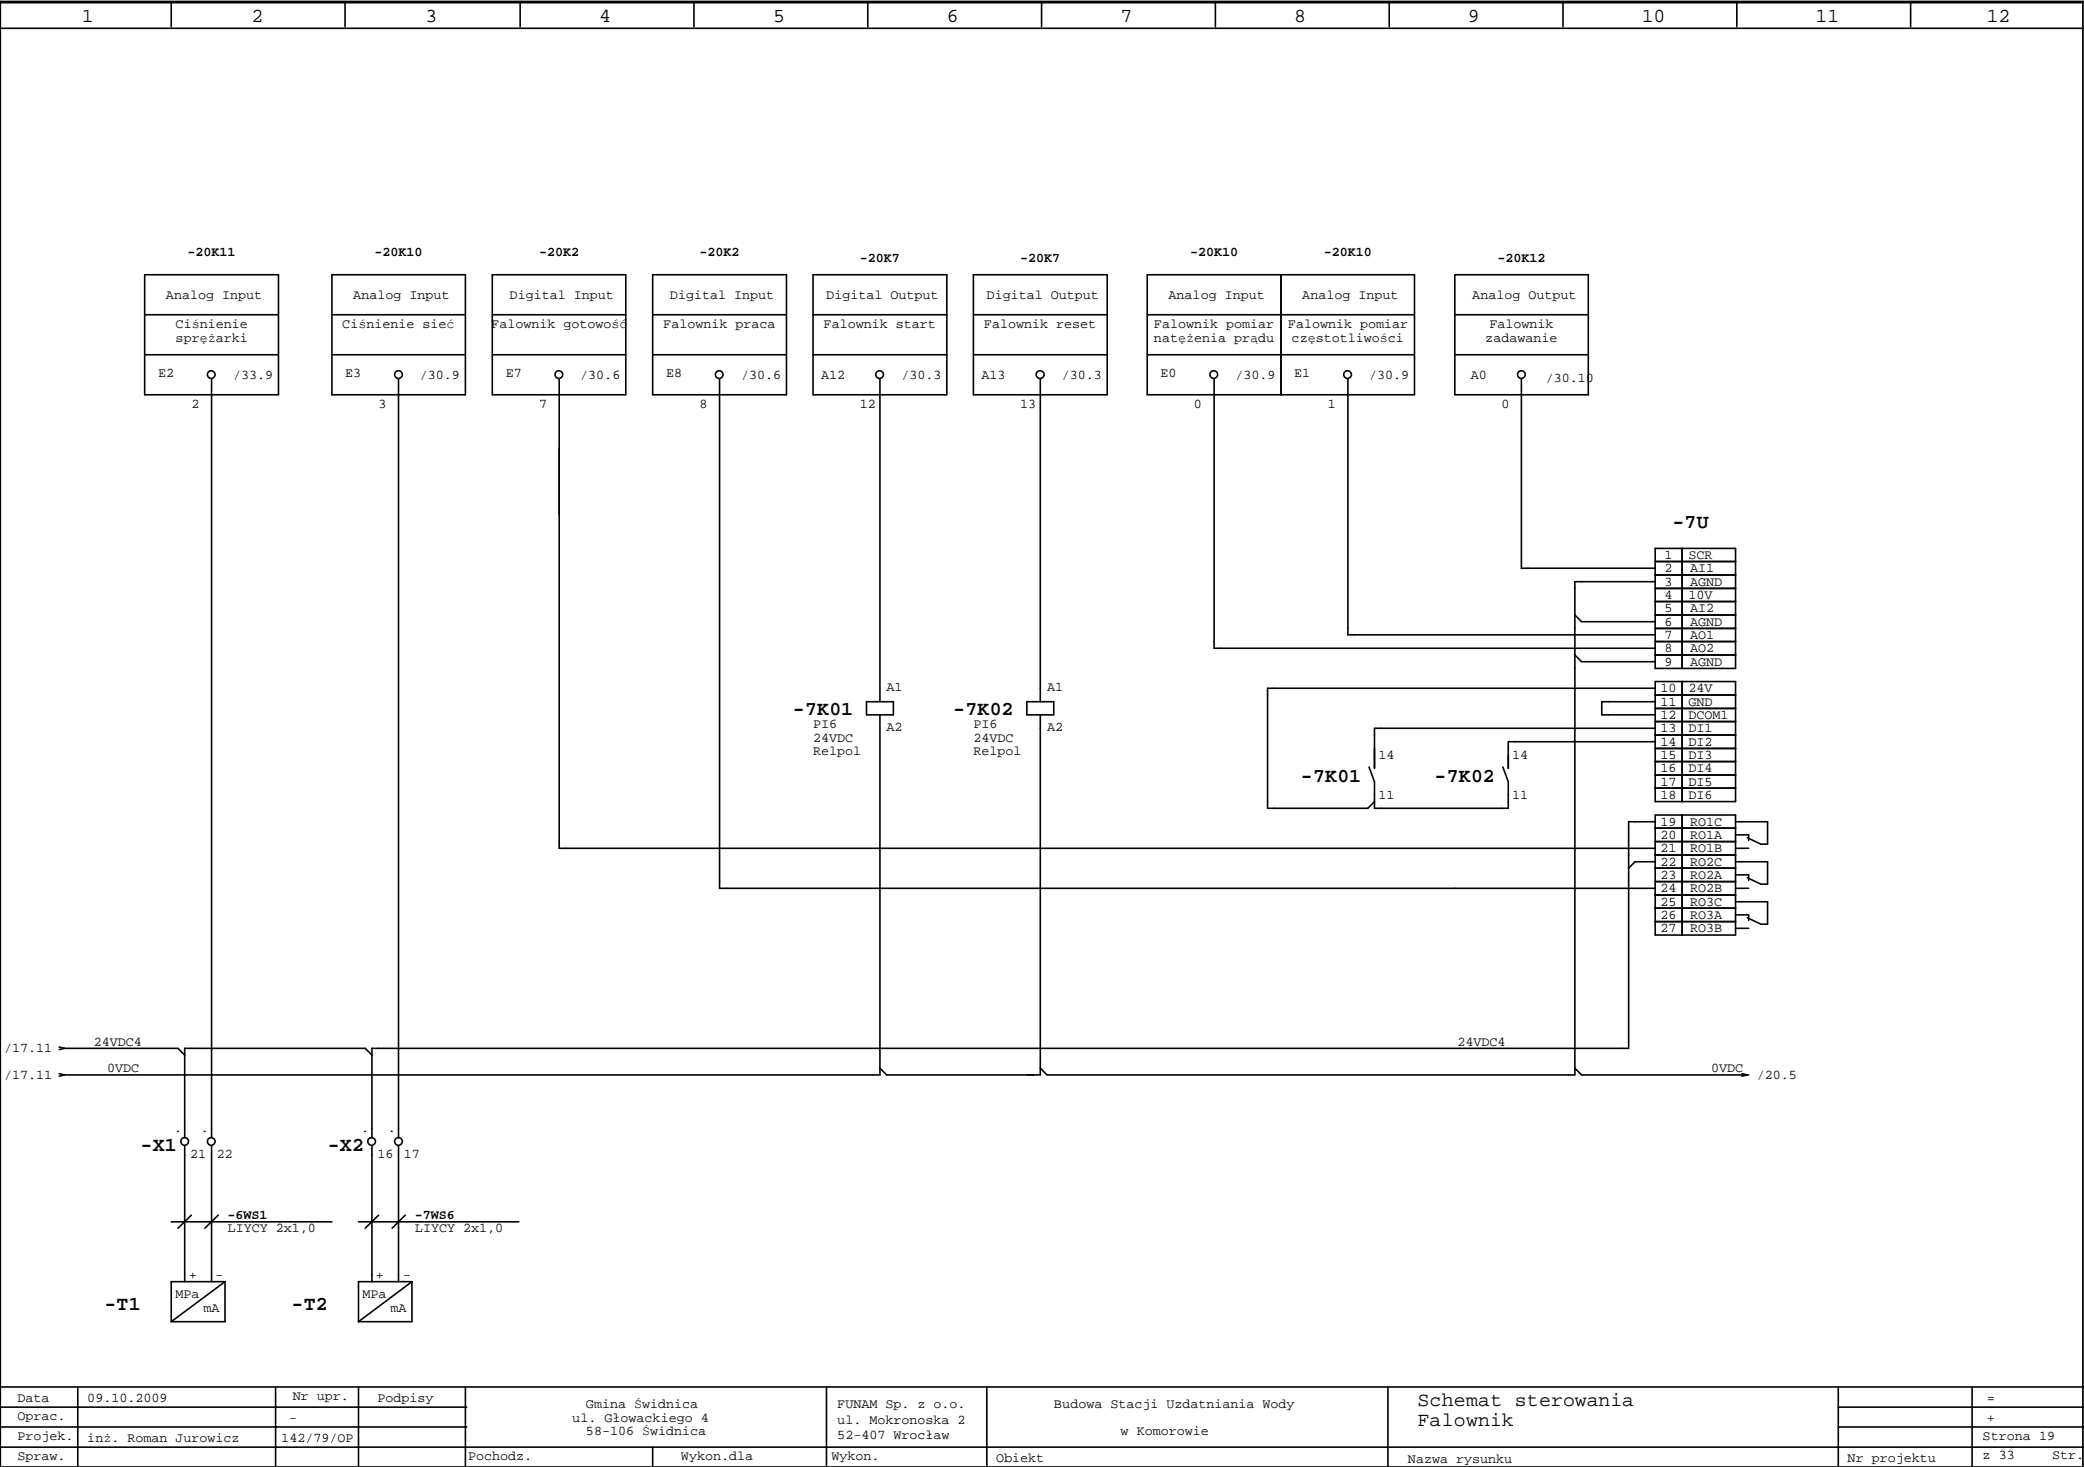 1 2 3 4 5 6 7 8 9 10 11 12
-20K11 -20K10 -20K2 -20K2 -20K7 -20K7 -20K10 -20K10 -20K12
Analog Input Analog Input Digital Input Digital Input Digital Output Digital Output Analog Input Analog Input Analog Output
Ciśnienie Ciśnienie sieć Falownik gotowość Falownik praca Falownik start Falownik reset Falownik pomiar Falownik pomiar Falownik
sprężarki natężenia prądu częstotliwości zadawanie
E2 /33.9 E3 /30.9 E7 /30.6 E8 /30.6 A12 /30.3 A13 /30.3 E0 /30.9 E1 /30.9 A0 /30.10
2 3 7 8 12 13 0 1 0
-7U
1 SCR
2 AI1
3 AGND
4 10V
5 AI2
6 AGND
7 AO1
8 AO2
9 AGND
10 24V
11 GND
12 DCOM1
13 DI1
14 DI2
15 DI3
16 DI4
17 DI5
18 DI6
19 RO1C
20 RO1A
21 RO1B
22 RO2C
23 RO2A
24 RO2B
25 RO3C
26 RO3A
27 RO3B
A1 A1
-7K01 -7K02
PI6 PI6
A2 A2
24VDC 24VDC
Relpol Relpol
14 14
-7K01 -7K02
11 11
/17.11 24VDC4 24VDC4
/17.11 0VDC 0VDC /20.5
-X1 21 22 -X2 16 17
-6WS1 -7WS6
LIYCY 2x1,0 LIYCY 2x1,0
+ - + -
MPa MPa
-T1 mA -T2 mA
Data 09.10.2009 Nr upr. Podpisy
Oprac. -
Projek. inż. Roman Jurowicz 142/79/OP
Spraw.
Gmina Świdnica
ul. Głowackiego 4
58-106 Świdnica
Pochodz. Wykon.dla
FUNAM Sp. z o.o.
ul. Mokronoska 2
52-407 Wrocław
Wykon.
Budowa Stacji Uzdatniania Wody
w Komorowie
Obiekt
Schemat sterowania
Falownik
Nazwa rysunku
Nr projektu
=
+
Strona 19
z 33 Str.